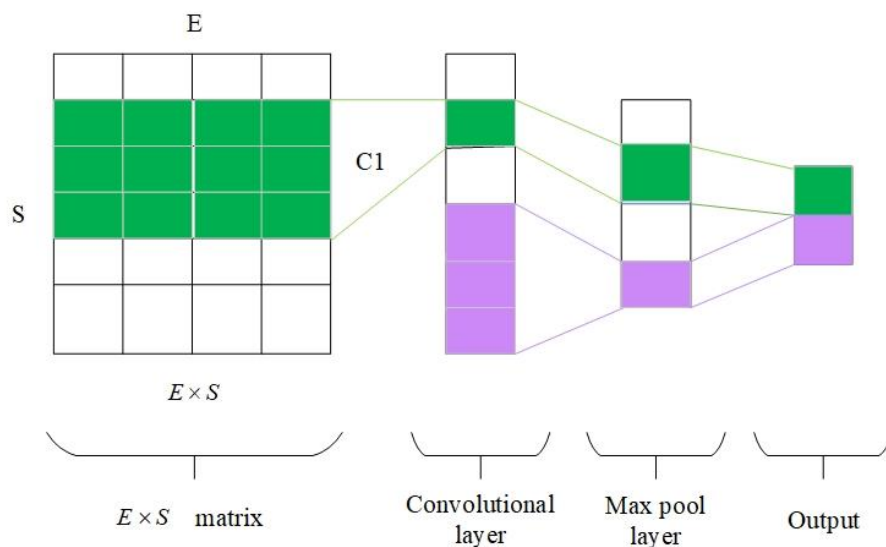 E
C1
S
E × S
E × S matrix
Convolutional
layer
Max pool
layer
Output